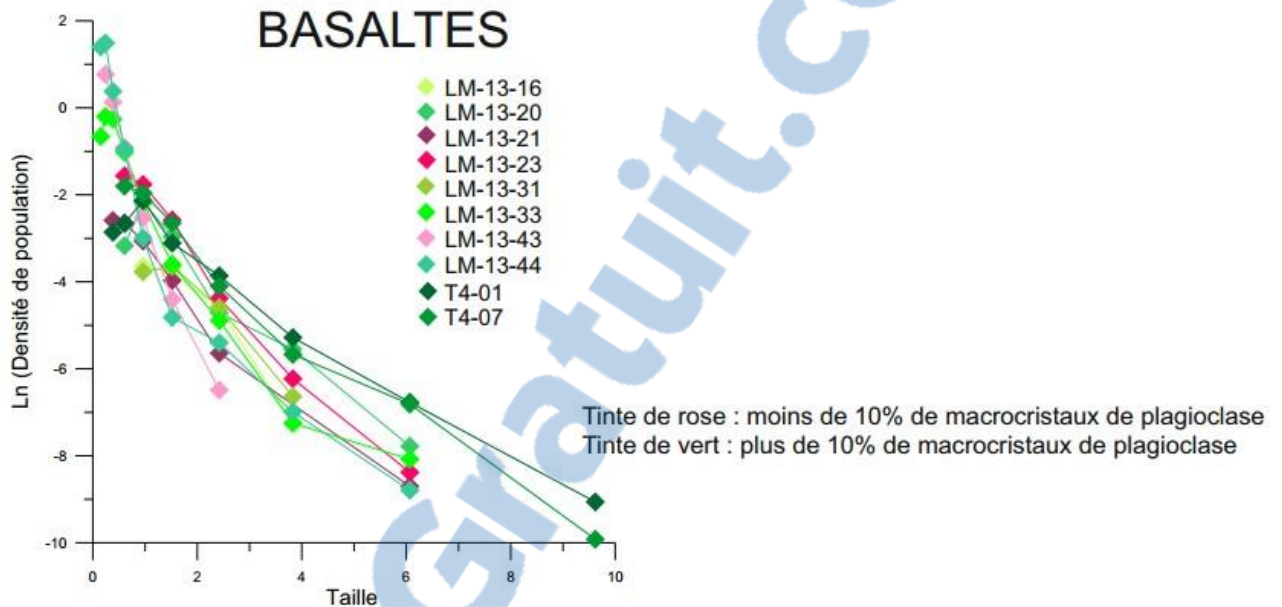 BASALTES
2
0
-2
-4
-6
-8
-10
Ln (Densité de population)
0 2 4 6 8 10
Taille
LM-13-16
LM-13-20
LM-13-21
LM-13-23
LM-13-31
LM-13-33
LM-13-43
LM-13-44
T4-01
T4-07
Tinte de rose : moins de 10% de macrocristaux de plagioclase
Tinte de vert : plus de 10% de macrocristaux de plagioclase
Gratuit.co